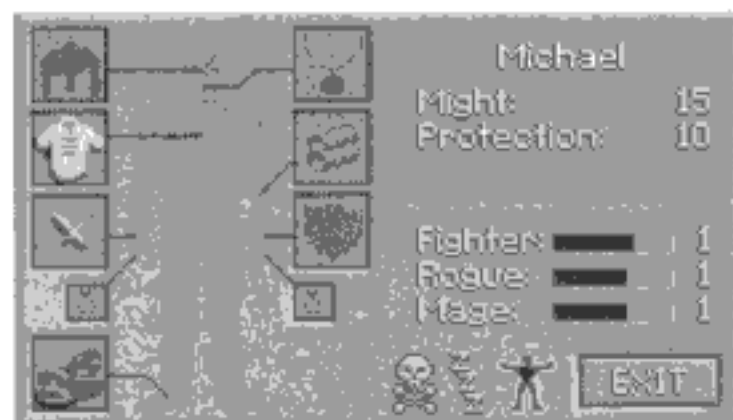 Michael
Might: 15
Protection: 10
Fighter: 1
Rogue: 1
Mage: 1
EXIT